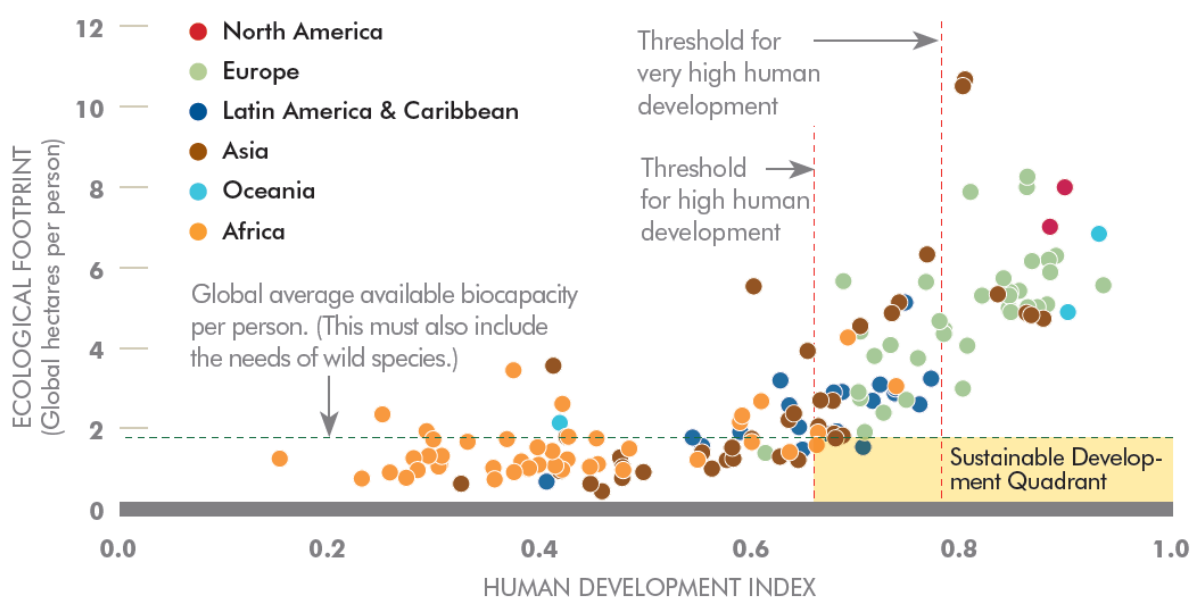 12
10
8
6
4
2
0
ECOLOGICAL FOOTPRINT
(Global hectares per person)
North America
Europe
Latin America & Caribbean
Asia
Oceania
Africa
Threshold for
very high human
development
Threshold
for high human
development
Global average available biocapacity
per person. (This must also include
the needs of wild species.)
Sustainable Develop-
ment Quadrant
0.0
0.2
0.4
0.6
0.8
1.0
HUMAN DEVELOPMENT INDEX